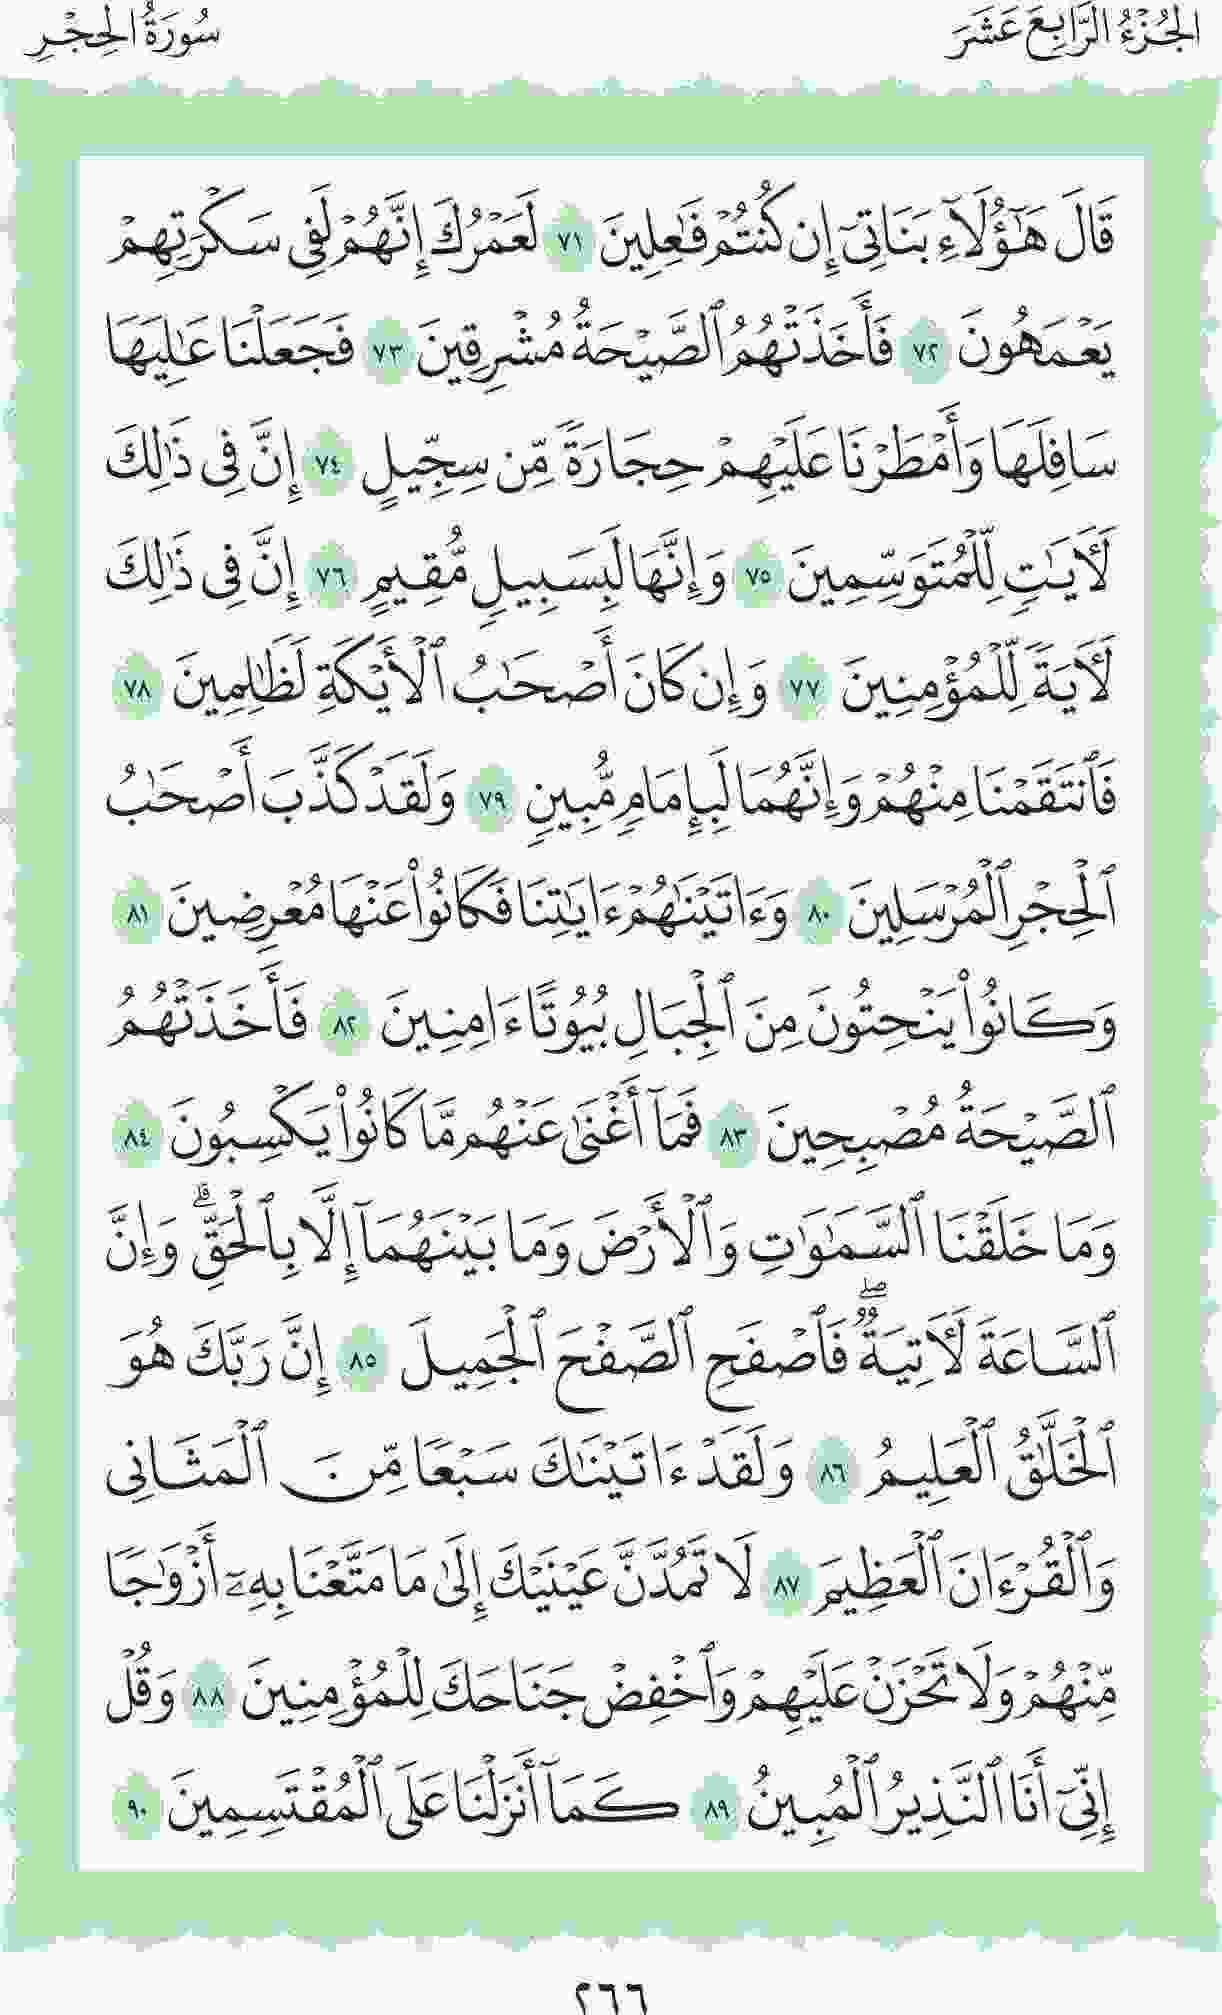 الجُزْءُ الرَّابِعَ عَشَرَ
سُورَةُ الحِجْرِ
قَالَ هَٰٓؤُلَآءِ بَنَاتِىٓ إِن كُنتُمْ فَٰعِلِينَ ٧١ لَعَمْرُكَ إِنَّهُمْ لَفِى سَكْرَتِهِمْ
يَعْمَهُونَ ٧٢ فَأَخَذَتْهُمُ ٱلصَّيْحَةُ مُشْرِقِينَ ٧٣ فَجَعَلْنَا عَٰلِيَهَا
سَافِلَهَا وَأَمْطَرْنَا عَلَيْهِمْ حِجَارَةً مِّن سِجِّيلٍ ٧٤ إِنَّ فِى ذَٰلِكَ
لَءَايَٰتٍ لِّلْمُتَوَسِّمِينَ ٧٥ وَإِنَّهَا لَبِسَبِيلٍ مُّقِيمٍ ٧٦ إِنَّ فِى ذَٰلِكَ
لَءَايَةً لِّلْمُؤْمِنِينَ ٧٧ وَإِن كَانَ أَصْحَٰبُ ٱلْأَيْكَةِ لَظَٰلِمِينَ ٧٨
فَٱنتَقَمْنَا مِنْهُمْ وَإِنَّهُمَا لَبِإِمَامٍ مُّبِينٍ ٧٩ وَلَقَدْ كَذَّبَ أَصْحَٰبُ
ٱلْحِجْرِ ٱلْمُرْسَلِينَ ٨٠ وَءَاتَيْنَٰهُمْ ءَايَٰتِنَا فَكَانُوا۟ عَنْهَا مُعْرِضِينَ ٨١
وَكَانُوا۟ يَنْحِتُونَ مِنَ ٱلْجِبَالِ بُيُوتًا ءَامِنِينَ ٨٢ فَأَخَذَتْهُمُ
ٱلصَّيْحَةُ مُصْبِحِينَ ٨٣ فَمَآ أَغْنَىٰ عَنْهُم مَّا كَانُوا۟ يَكْسِبُونَ ٨٤
وَمَا خَلَقْنَا ٱلسَّمَٰوَٰتِ وَٱلْأَرْضَ وَمَا بَيْنَهُمَآ إِلَّا بِٱلْحَقِّ ۗ وَإِنَّ
ٱلسَّاعَةَ لَءَاتِيَةٌ ۖ فَٱصْفَحِ ٱلصَّفْحَ ٱلْجَمِيلَ ٨٥ إِنَّ رَبَّكَ هُوَ
ٱلْخَلَّٰقُ ٱلْعَلِيمُ ٨٦ وَلَقَدْ ءَاتَيْنَٰكَ سَبْعًا مِّنَ ٱلْمَثَانِى
وَٱلْقُرْءَانَ ٱلْعَظِيمَ ٨٧ لَا تَمُدَّنَّ عَيْنَيْكَ إِلَىٰ مَا مَتَّعْنَا بِهِۦٓ أَزْوَٰجًا
مِّنْهُمْ وَلَا تَحْزَنْ عَلَيْهِمْ وَٱخْفِضْ جَنَاحَكَ لِلْمُؤْمِنِينَ ٨٨ وَقُلْ
إِنِّىٓ أَنَا ٱلنَّذِيرُ ٱلْمُبِينُ ٨٩ كَمَآ أَنزَلْنَا عَلَى ٱلْمُقْتَسِمِينَ ٩٠
٢٦٦